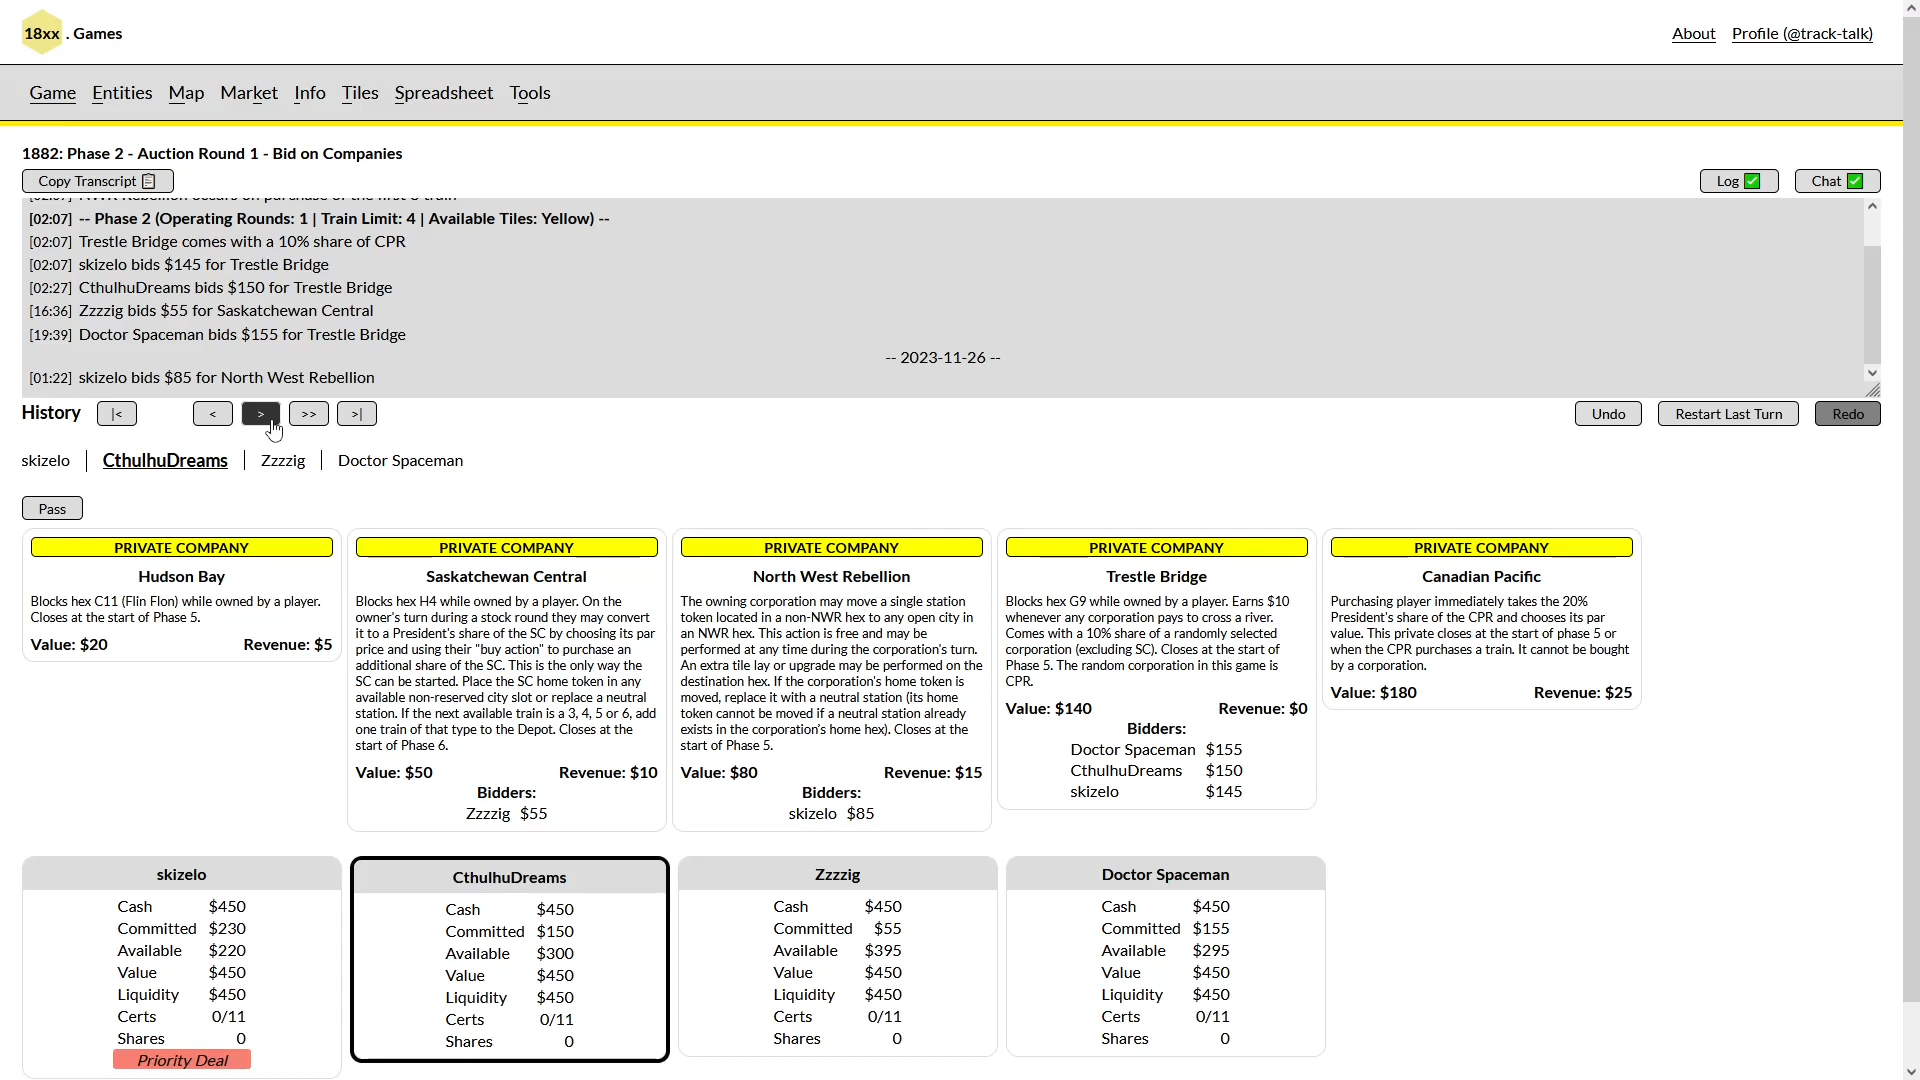 18xx . Games
About Profile (@track-talk)
Game Entities Map Market Info Tiles Spreadsheet Tools
1882: Phase 2 - Auction Round 1 - Bid on Companies
Copy Transcript 📋
Log ✅ Chat ✅
[02:07] NWR Rebellion occurs on purchase of the first 3 train
[02:07] -- Phase 2 (Operating Rounds: 1 | Train Limit: 4 | Available Tiles: Yellow) --
[02:07] Trestle Bridge comes with a 10% share of CPR
[02:07] skizelo bids $145 for Trestle Bridge
[02:27] CthulhuDreams bids $150 for Trestle Bridge
[16:36] Zzzzig bids $55 for Saskatchewan Central
[19:39] Doctor Spaceman bids $155 for Trestle Bridge
-- 2023-11-26 --
[01:22] skizelo bids $85 for North West Rebellion
History |< < > >> >|
Undo Restart Last Turn Redo
skizelo CthulhuDreams Zzzzig Doctor Spaceman
Pass
PRIVATE COMPANY
Hudson Bay
Blocks hex C11 (Flin Flon) while owned by a player.
Closes at the start of Phase 5.
Value: $20 Revenue: $5
PRIVATE COMPANY
Saskatchewan Central
Blocks hex H4 while owned by a player. On the
owner's turn during a stock round they may convert
it to a President's share of the SC by choosing its par
price and using their "buy action" to purchase an
additional share of the SC. This is the only way the
SC can be started. Place the SC home token in any
available non-reserved city slot or replace a neutral
station. If the next available train is a 3, 4, 5 or 6, add
one train of that type to the Depot. Closes at the
start of Phase 6.
Value: $50 Revenue: $10
Bidders:
Zzzzig $55
PRIVATE COMPANY
North West Rebellion
The owning corporation may move a single station
token located in a non-NWR hex to any open city in
an NWR hex. This action is free and may be
performed at any time during the corporation's turn.
An extra tile lay or upgrade may be performed on the
destination hex. If the corporation's home token is
moved, replace it with a neutral station (its home
token cannot be moved if a neutral station already
exists in the corporation's home hex). Closes at the
start of Phase 5.
Value: $80 Revenue: $15
Bidders:
skizelo $85
PRIVATE COMPANY
Trestle Bridge
Blocks hex G9 while owned by a player. Earns $10
whenever any corporation pays to cross a river.
Comes with a 10% share of a randomly selected
corporation (excluding SC). Closes at the start of
Phase 5. The random corporation in this game is
CPR.
Value: $140 Revenue: $0
Bidders:
Doctor Spaceman $155
CthulhuDreams $150
skizelo $145
PRIVATE COMPANY
Canadian Pacific
Purchasing player immediately takes the 20%
President's share of the CPR and chooses its par
value. This private closes at the start of phase 5 or
when the CPR purchases a train. It cannot be bought
by a corporation.
Value: $180 Revenue: $25
skizelo
Cash $450
Committed $230
Available $220
Value $450
Liquidity $450
Certs 0/11
Shares 0
Priority Deal
CthulhuDreams
Cash $450
Committed $150
Available $300
Value $450
Liquidity $450
Certs 0/11
Shares 0
Zzzzig
Cash $450
Committed $55
Available $395
Value $450
Liquidity $450
Certs 0/11
Shares 0
Doctor Spaceman
Cash $450
Committed $155
Available $295
Value $450
Liquidity $450
Certs 0/11
Shares 0